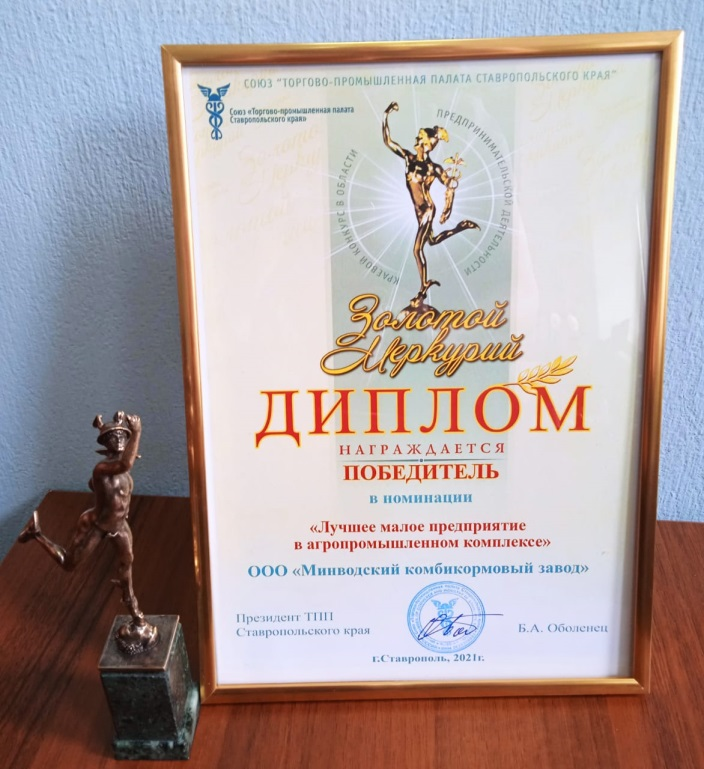 СОЮЗ "ТОРГОВО-ПРОМЫШЛЕННАЯ ПАЛАТА СТАВРОПОЛЬСКОГО КРАЯ"
Союз «Торгово-промышленная палата
Ставропольского края»
КРАЕВОЙ КОНКУРС В ОБЛАСТИ
ПРЕДПРИНИМАТЕЛЬСКОЙ ДЕЯТЕЛЬНОСТИ
Золотой
Меркурий
ДИПЛОМ
НАГРАЖДАЕТСЯ
ПОБЕДИТЕЛЬ
в номинации
«Лучшее малое предприятие
в агропромышленном комплексе»
ООО «Минводский комбикормовый завод»
Президент ТПП
Ставропольского края
Б.А. Оболенец
г.Ставрополь, 2021г.